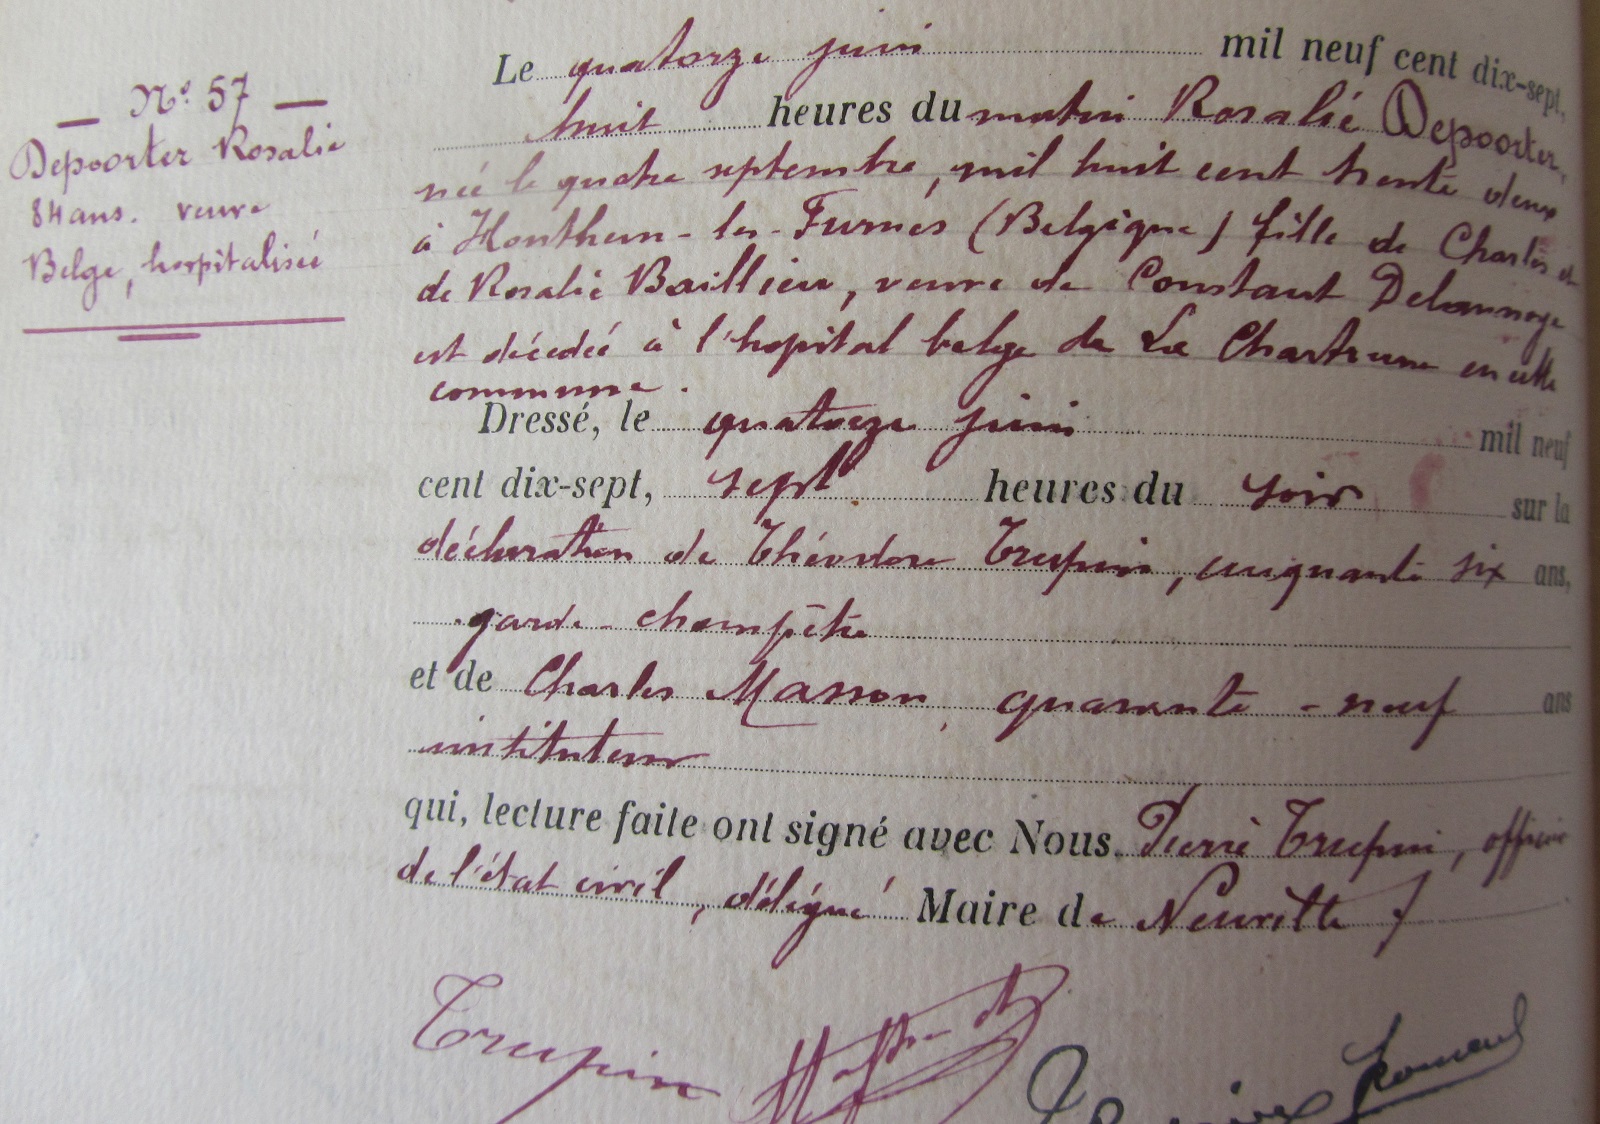 N° 57
Depoorter Rosalie
84 ans. veuve
Belge, hospitalisée
Le quatorze juin mil neuf cent dix-sept,
huit heures du matin Rosalie Depoorter,
née le quatre septembre, mil huit cent trente deux
à Houthem-les-Furnes (Belgique) fille de Charles et
de Rosalie Baillieu, veuve de Constant
est décédée à l'hopital belge de La Chartreuse en cette
commune.
Dressé, le quatorze juin mil neuf
cent dix-sept, sept heures du soir sur la
déclaration de Théodore Trupin, cinquante six ans,
garde-champêtre
et de Charles Masson, quarante-neuf ans
instituteur
qui, lecture faite ont signé avec Nous. Pierre Trupin, officier
de l'état civil, délégué Maire de Neuville
Trupin